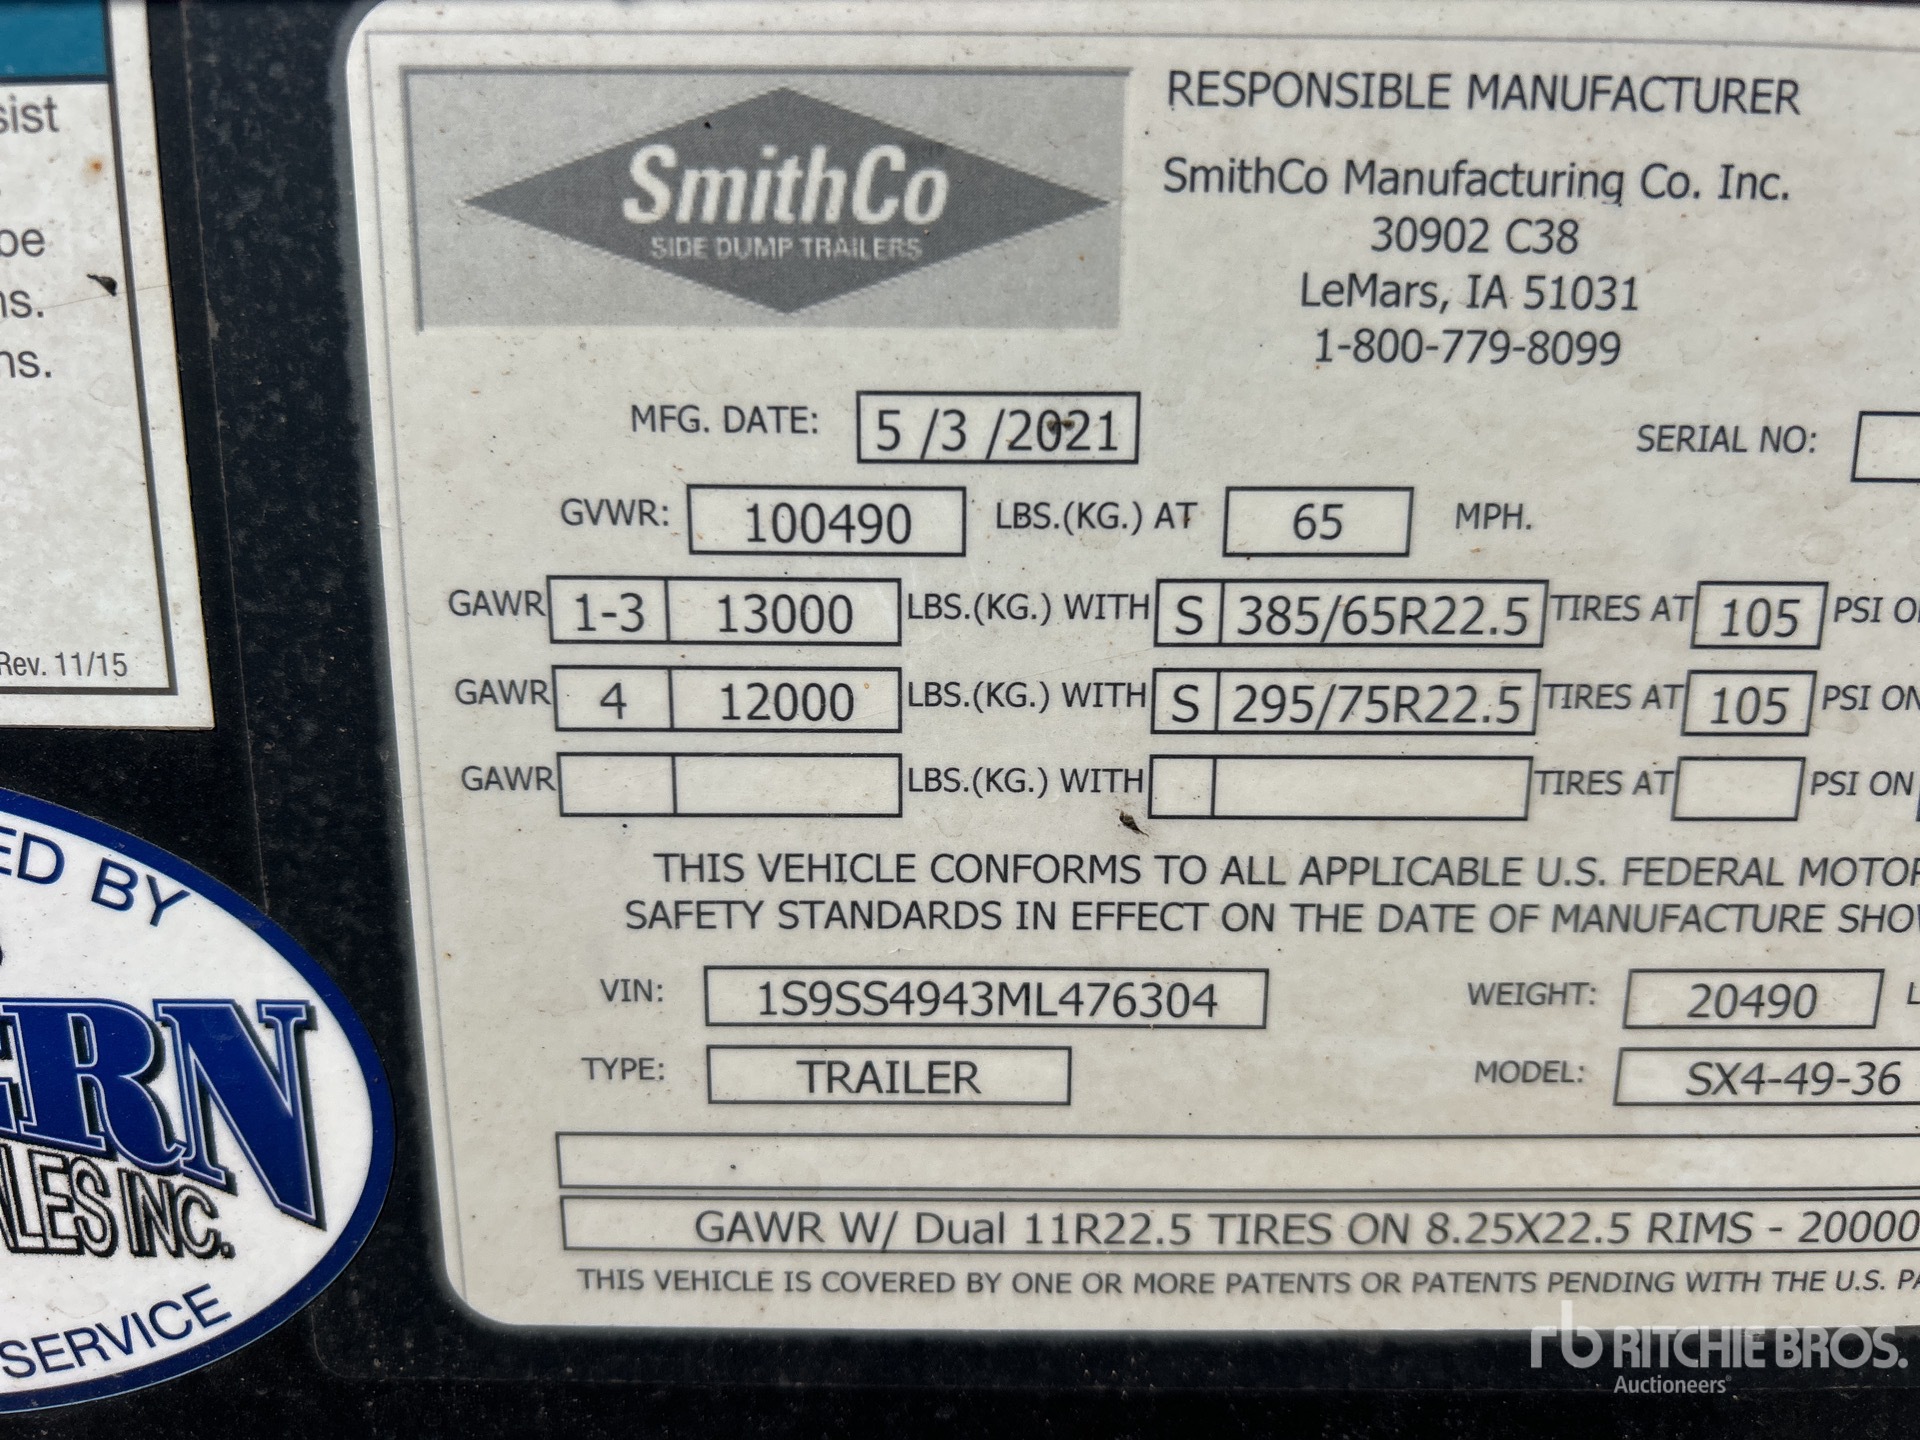 sist
be
ns.
ns.
Rev. 11/15
ED BY
ERN
ALES INC.
SERVICE
SmithCo
SIDE DUMP TRAILERS
RESPONSIBLE MANUFACTURER
SmithCo Manufacturing Co. Inc.
30902 C38
LeMars, IA 51031
1-800-779-8099
MFG. DATE: 5 /3 /2021 SERIAL NO:
GVWR: 100490 LBS.(KG.) AT 65 MPH.
GAWR 1-3 13000 LBS.(KG.) WITH S 385/65R22.5 TIRES AT 105 PSI ON
GAWR 4 12000 LBS.(KG.) WITH S 295/75R22.5 TIRES AT 105 PSI ON
GAWR LBS.(KG.) WITH TIRES AT PSI ON
THIS VEHICLE CONFORMS TO ALL APPLICABLE U.S. FEDERAL MOTOR
SAFETY STANDARDS IN EFFECT ON THE DATE OF MANUFACTURE SHOW
VIN: 1S9SS4943ML476304 WEIGHT: 20490 L
TYPE: TRAILER MODEL: SX4-49-36
GAWR W/ Dual 11R22.5 TIRES ON 8.25X22.5 RIMS - 20000
THIS VEHICLE IS COVERED BY ONE OR MORE PATENTS OR PATENTS PENDING WITH THE U.S. PA
rb RITCHIE BROS.
Auctioneers